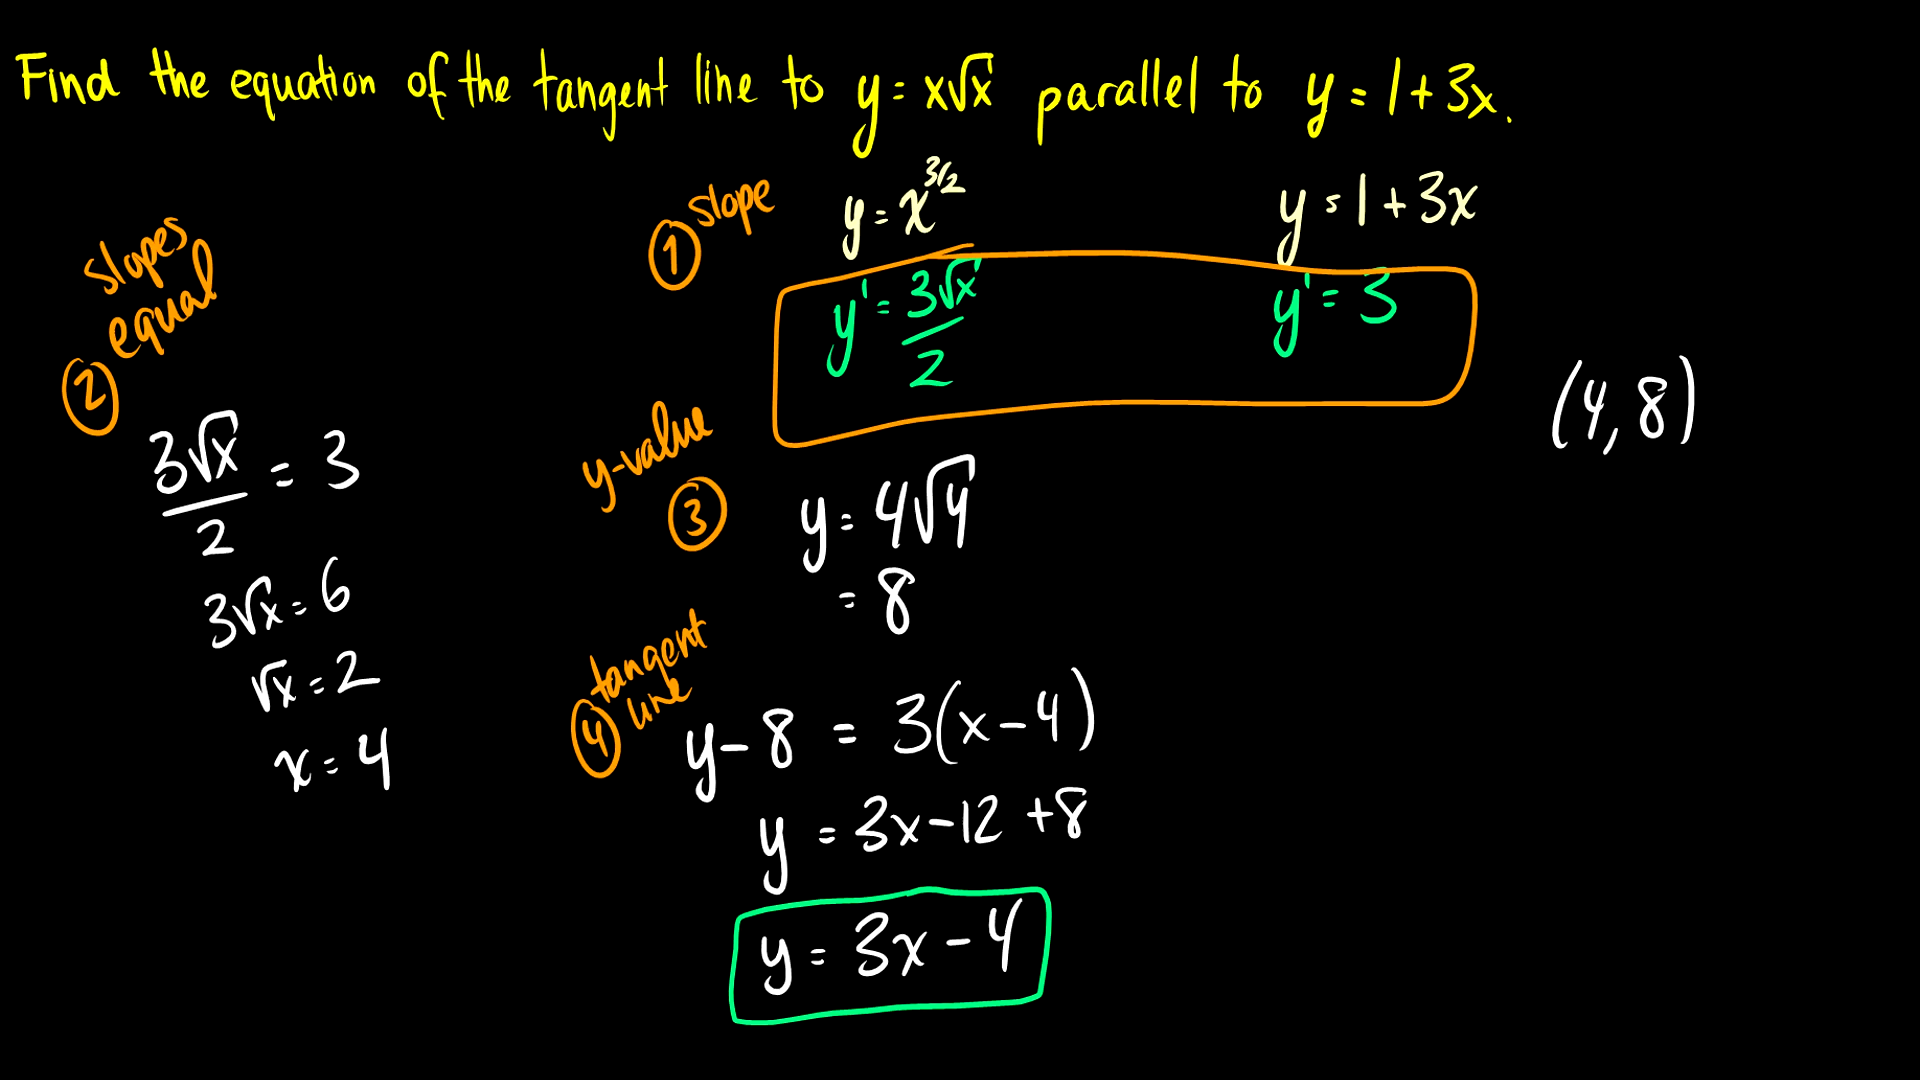 Find the equation of the tangent line to y = x√x parallel to y = 1 + 3x.
① slope
y = x^{3/2}
y = 1 + 3x
y' = 3√x/2
y' = 3
(4, 8)
② slopes equal
3√x/2 = 3
3√x = 6
√x = 2
x = 4
③ y-value
y = 4√4
= 8
④ tangent line
y - 8 = 3(x - 4)
y = 3x - 12 + 8
y = 3x - 4